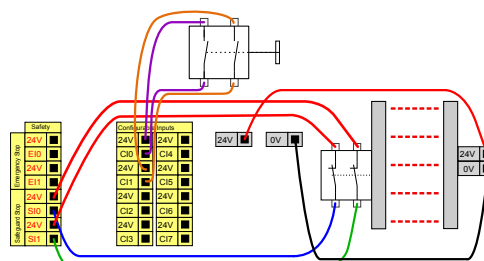 Safety
Emergency Stop
24V
EI0
24V
EI1
Safeguard Stop
24V
SI0
24V
SI1
Configurable Inputs
24V 24V
CI0 CI4
24V 24V
CI1 CI5
24V 24V
CI2 CI6
24V 24V
CI3 CI7
24V 0V
24V
0V